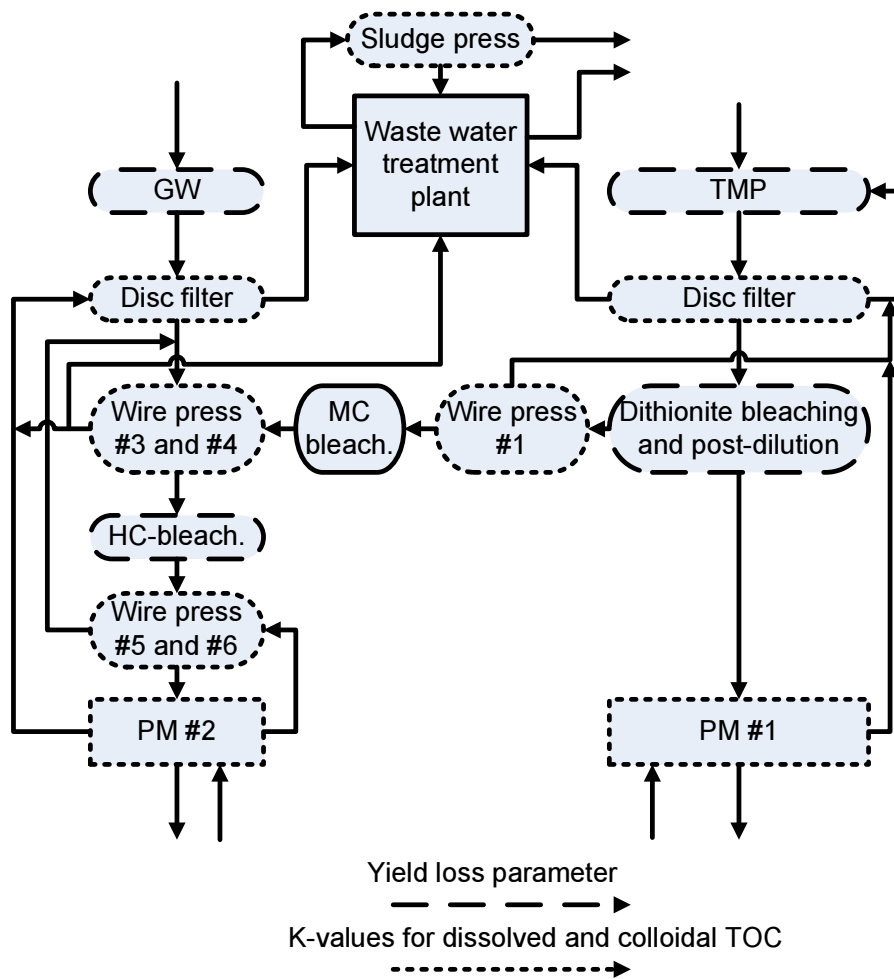 Sludge press
Waste water
treatment
plant
GW
TMP
Disc filter
Disc filter
Wire press
#3 and #4
MC
bleach.
Wire press
#1
Dithionite bleaching
and post-dilution
HC-bleach.
Wire press
#5 and #6
PM #2
PM #1
Yield loss parameter
K-values for dissolved and colloidal TOC